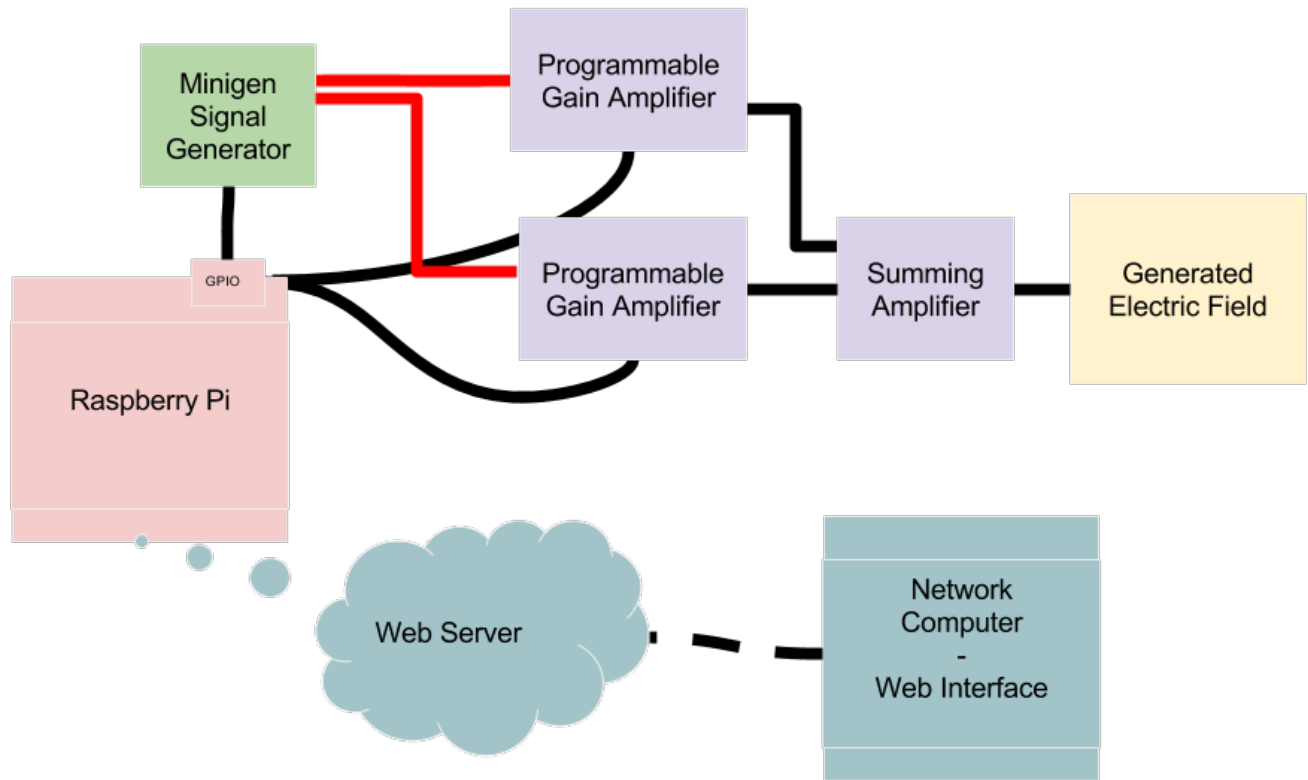 Minigen
Signal
Generator
Programmable
Gain Amplifier
GPIO
Programmable
Gain Amplifier
Summing
Amplifier
Generated
Electric Field
Raspberry Pi
Web Server
Network
Computer
-
Web Interface